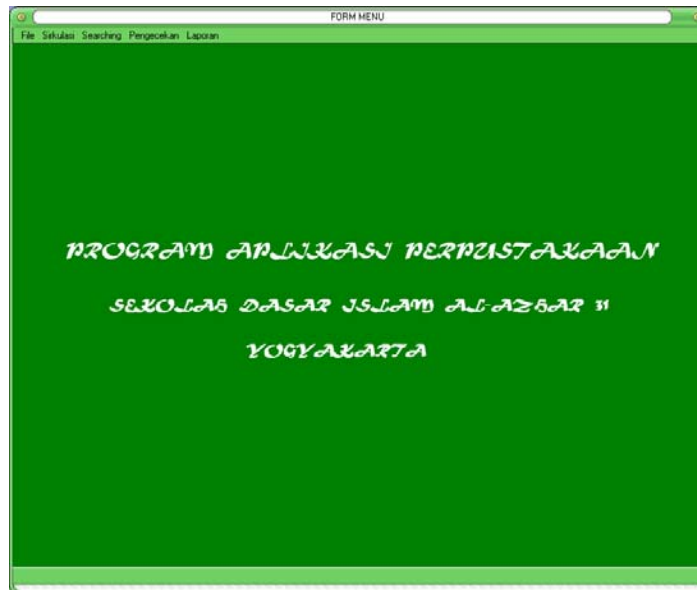 FORM MENU
File Sirkulasi Searching Pengecekan Laporan
PROGRAM APLIKASI PERPUSTAKAAN
SEKOLAH DASAR ISLAM AL-AZHAR 31
YOGYAKARTA